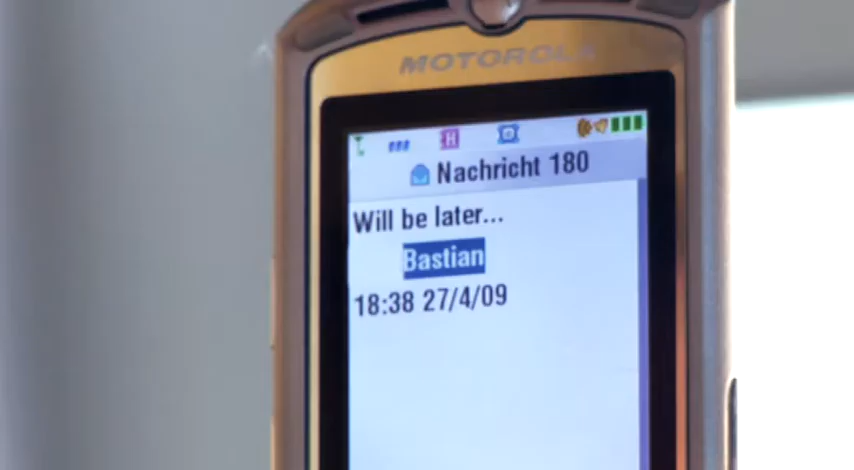 MOTOROLA
Nachricht 180
Will be later...
Bastian
18:38 27/4/09